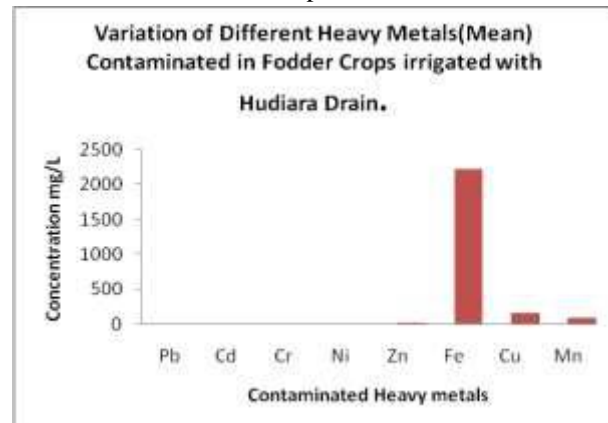 Variation of Different Heavy Metals(Mean)
Contaminated in Fodder Crops irrigated with
Hudiara Drain.
Concentration mg/L
2500
2000
1500
1000
500
0
Pb Cd Cr Ni Zn Fe Cu Mn
Contaminated Heavy metals